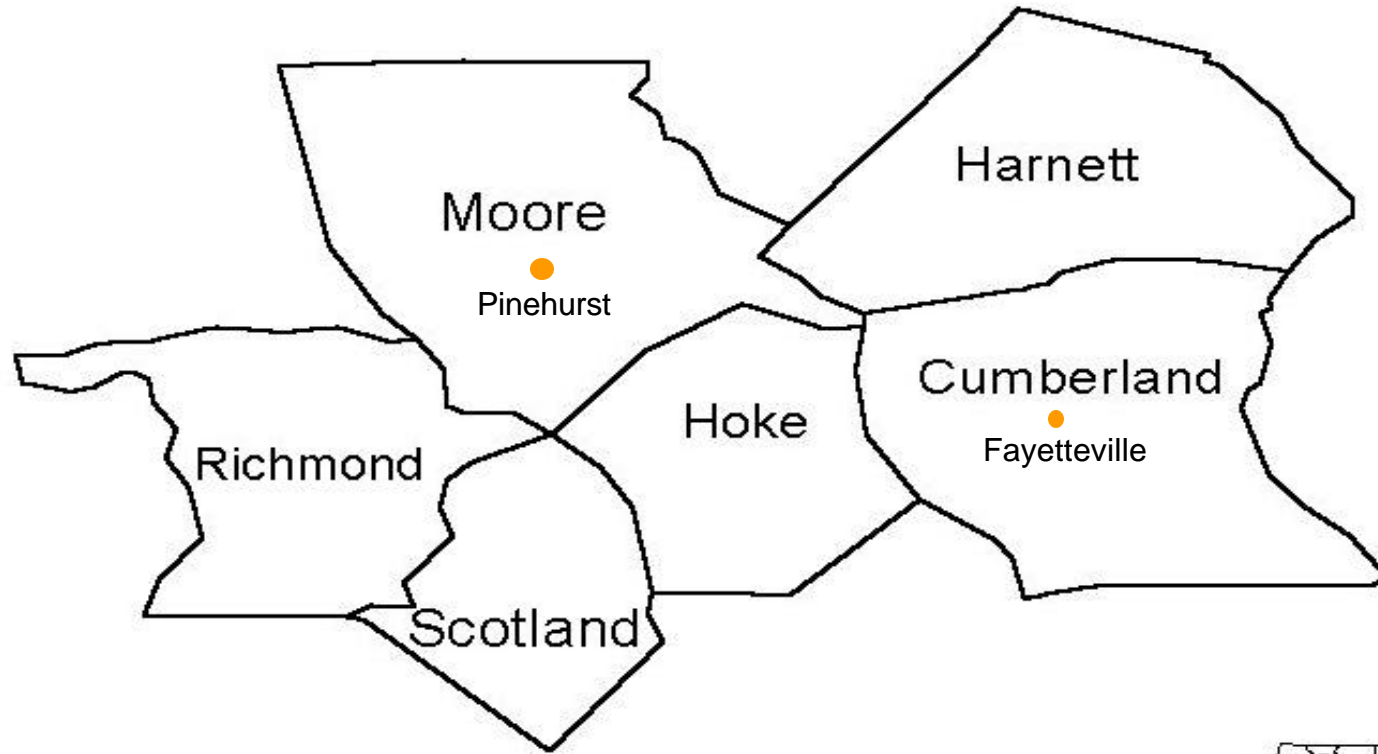 Harnett
Moore
Pinehurst
Cumberland
Hoke
Fayetteville
Richmond
Scotland